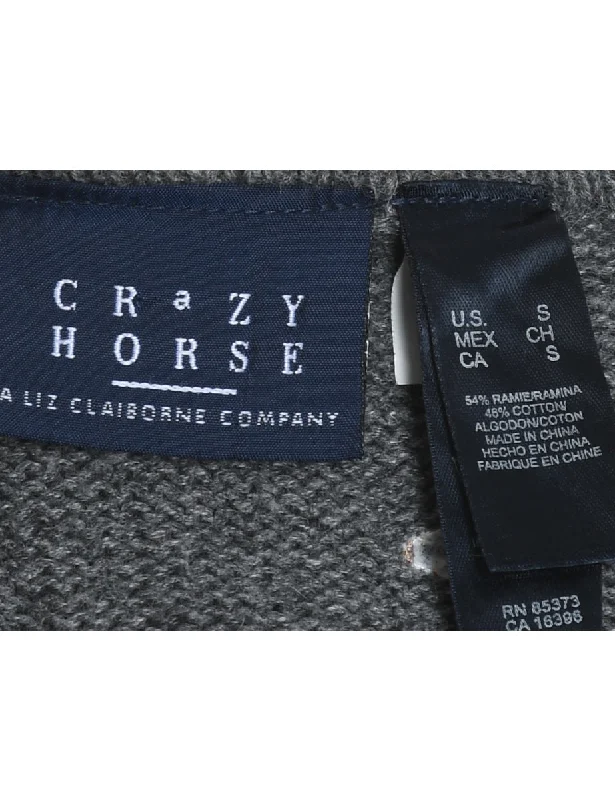 CRaZY
HORSE
A LIZ CLAIBORNE COMPANY
U.S. S
MEX CH
CA S
54% RAMIE/RAMINA
46% COTTON/
ALGODON/COTON
MADE IN CHINA
HECHO EN CHINA
FABRIQUE EN CHINE
RN 85373
CA 16396